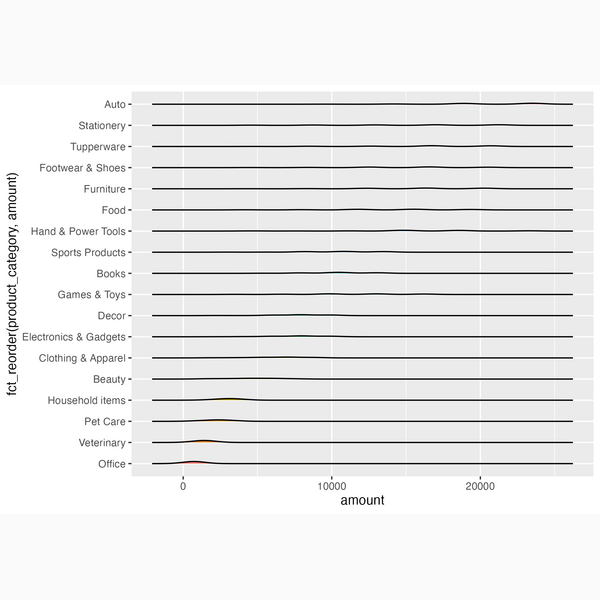 fct_reorder(product_category, amount)
Auto
Stationery
Tupperware
Footwear & Shoes
Furniture
Food
Hand & Power Tools
Sports Products
Books
Games & Toys
Decor
Electronics & Gadgets
Clothing & Apparel
Beauty
Household items
Pet Care
Veterinary
Office
0 10000 20000
amount